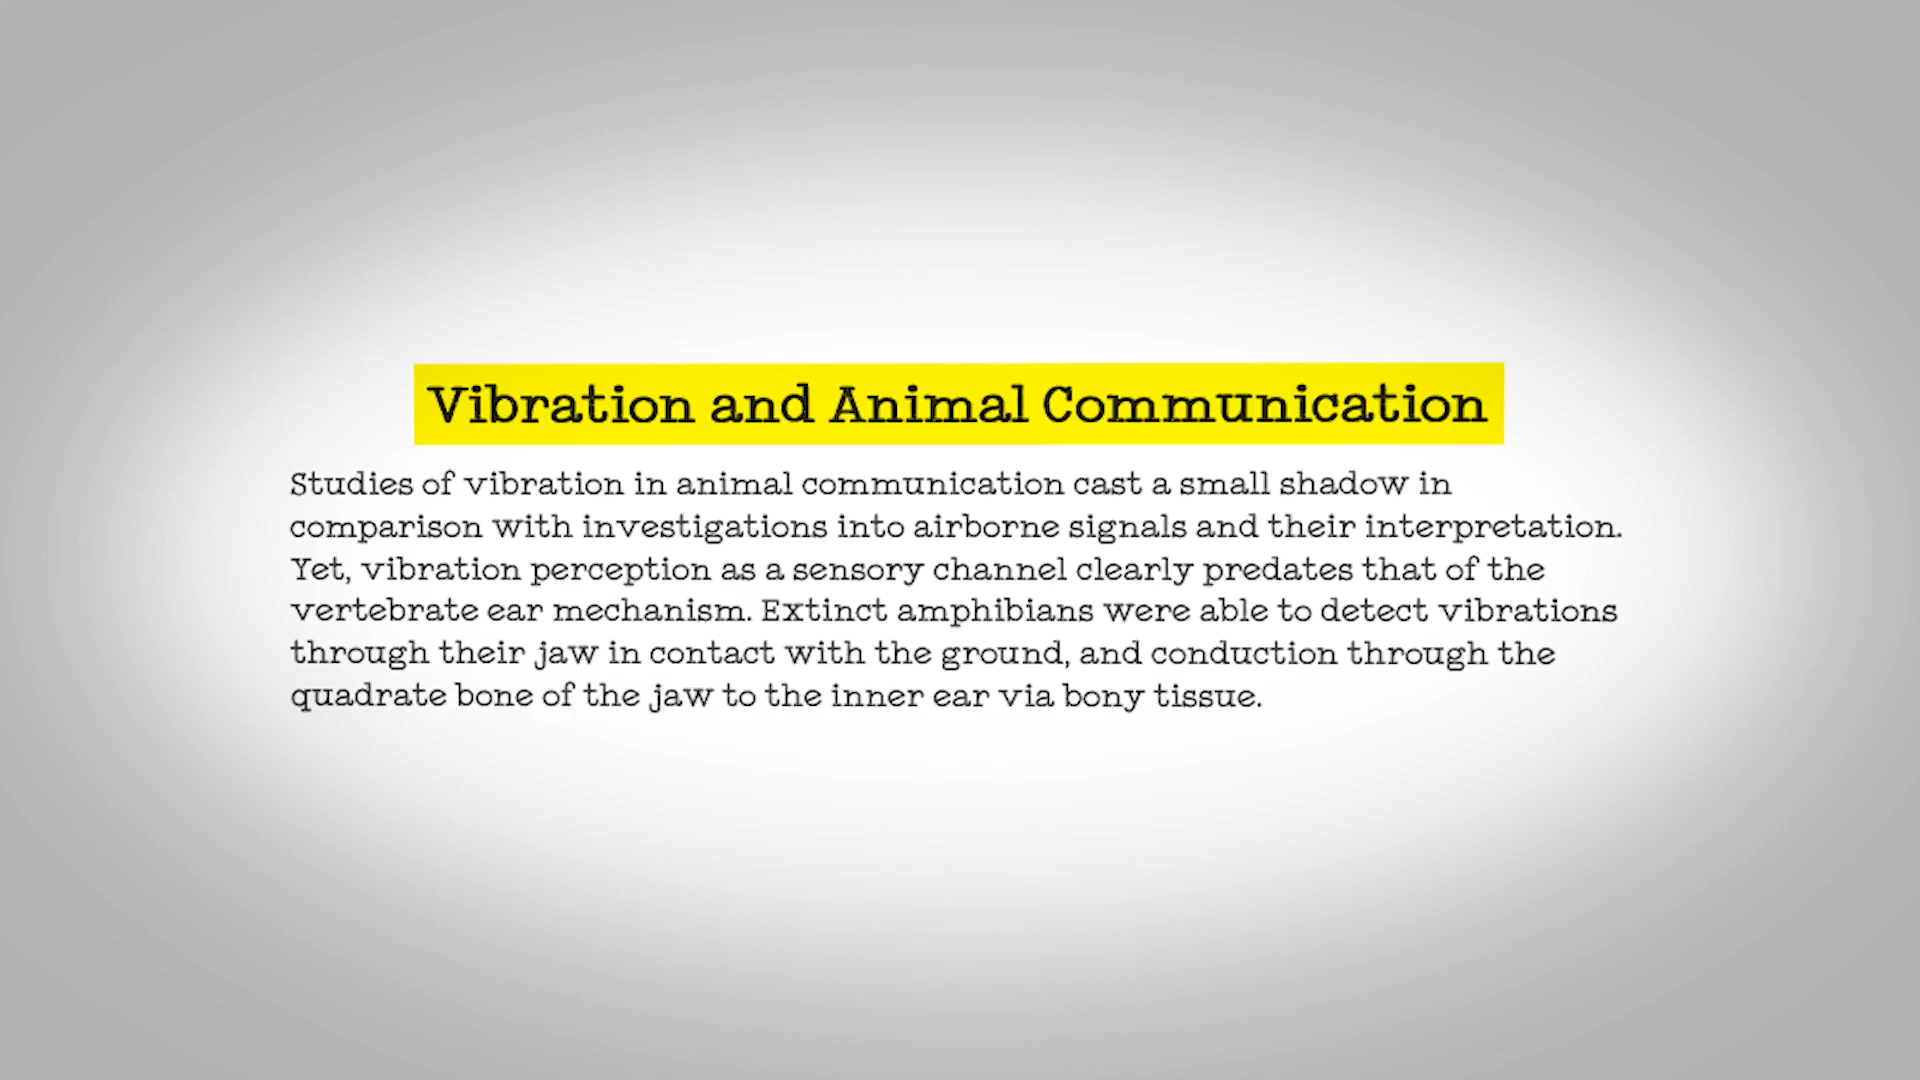 Vibration and Animal Communication
Studies of vibration in animal communication cast a small shadow in
comparison with investigations into airborne signals and their interpretation.
Yet, vibration perception as a sensory channel clearly predates that of the
vertebrate ear mechanism. Extinct amphibians were able to detect vibrations
through their jaw in contact with the ground, and conduction through the
quadrate bone of the jaw to the inner ear via bony tissue.